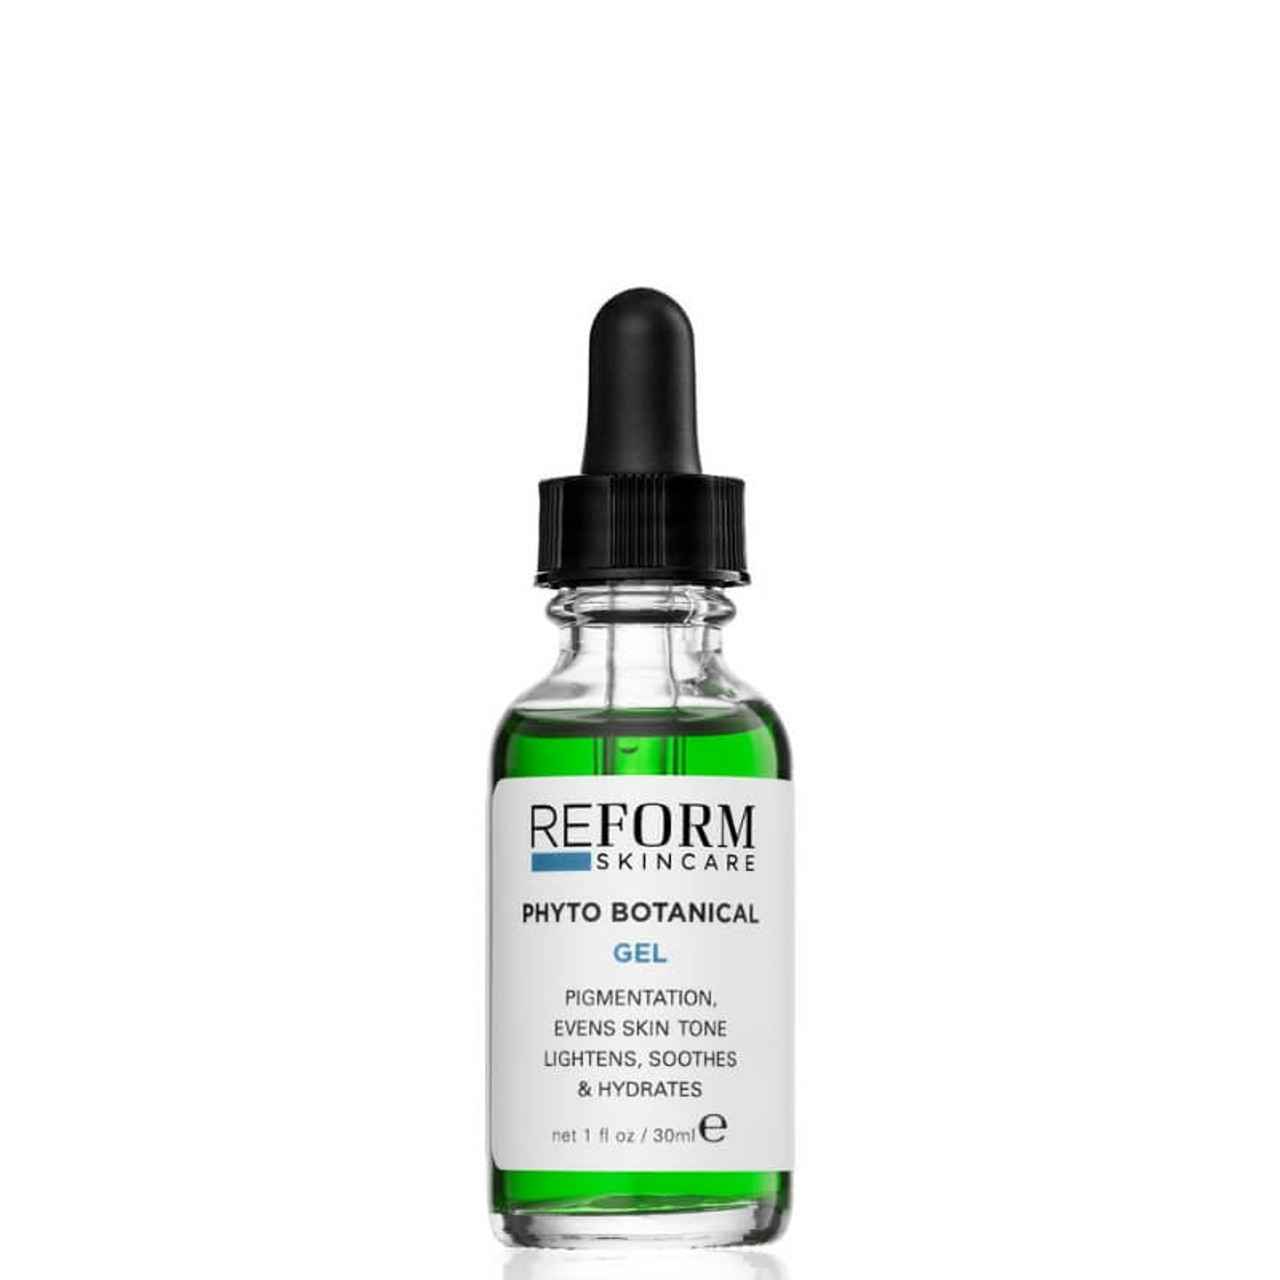 REFORM
SKINCARE
PHYTO BOTANICAL
GEL
PIGMENTATION,
EVENS SKIN TONE
LIGHTENS, SOOTHES
& HYDRATES
net 1 fl oz / 30ml ℮